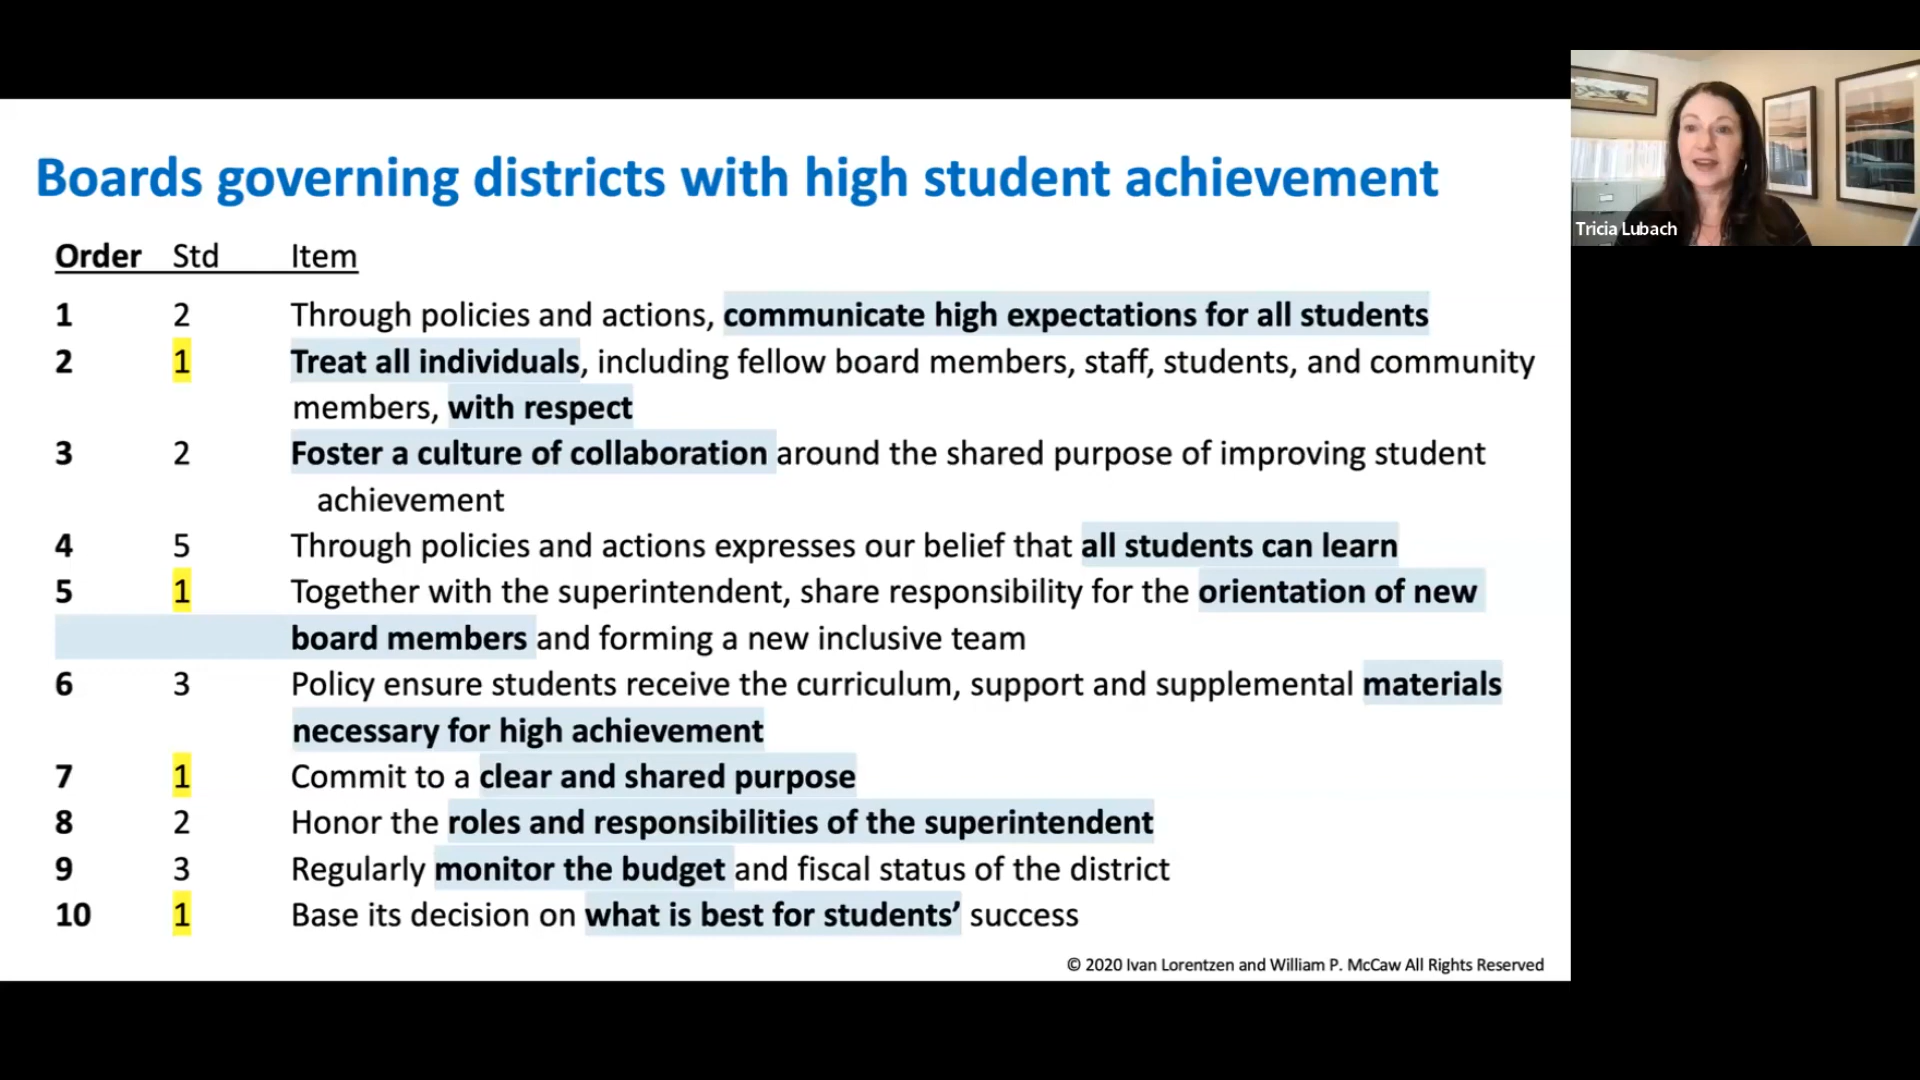 Boards governing districts with high student achievement
Tricia Lubach
Order Std Item
1 2 Through policies and actions, communicate high expectations for all students
2 1 Treat all individuals, including fellow board members, staff, students, and community
members, with respect
3 2 Foster a culture of collaboration around the shared purpose of improving student
achievement
4 5 Through policies and actions expresses our belief that all students can learn
5 1 Together with the superintendent, share responsibility for the orientation of new
board members and forming a new inclusive team
6 3 Policy ensure students receive the curriculum, support and supplemental materials
necessary for high achievement
7 1 Commit to a clear and shared purpose
8 2 Honor the roles and responsibilities of the superintendent
9 3 Regularly monitor the budget and fiscal status of the district
10 1 Base its decision on what is best for students’ success
© 2020 Ivan Lorentzen and William P. McCaw All Rights Reserved